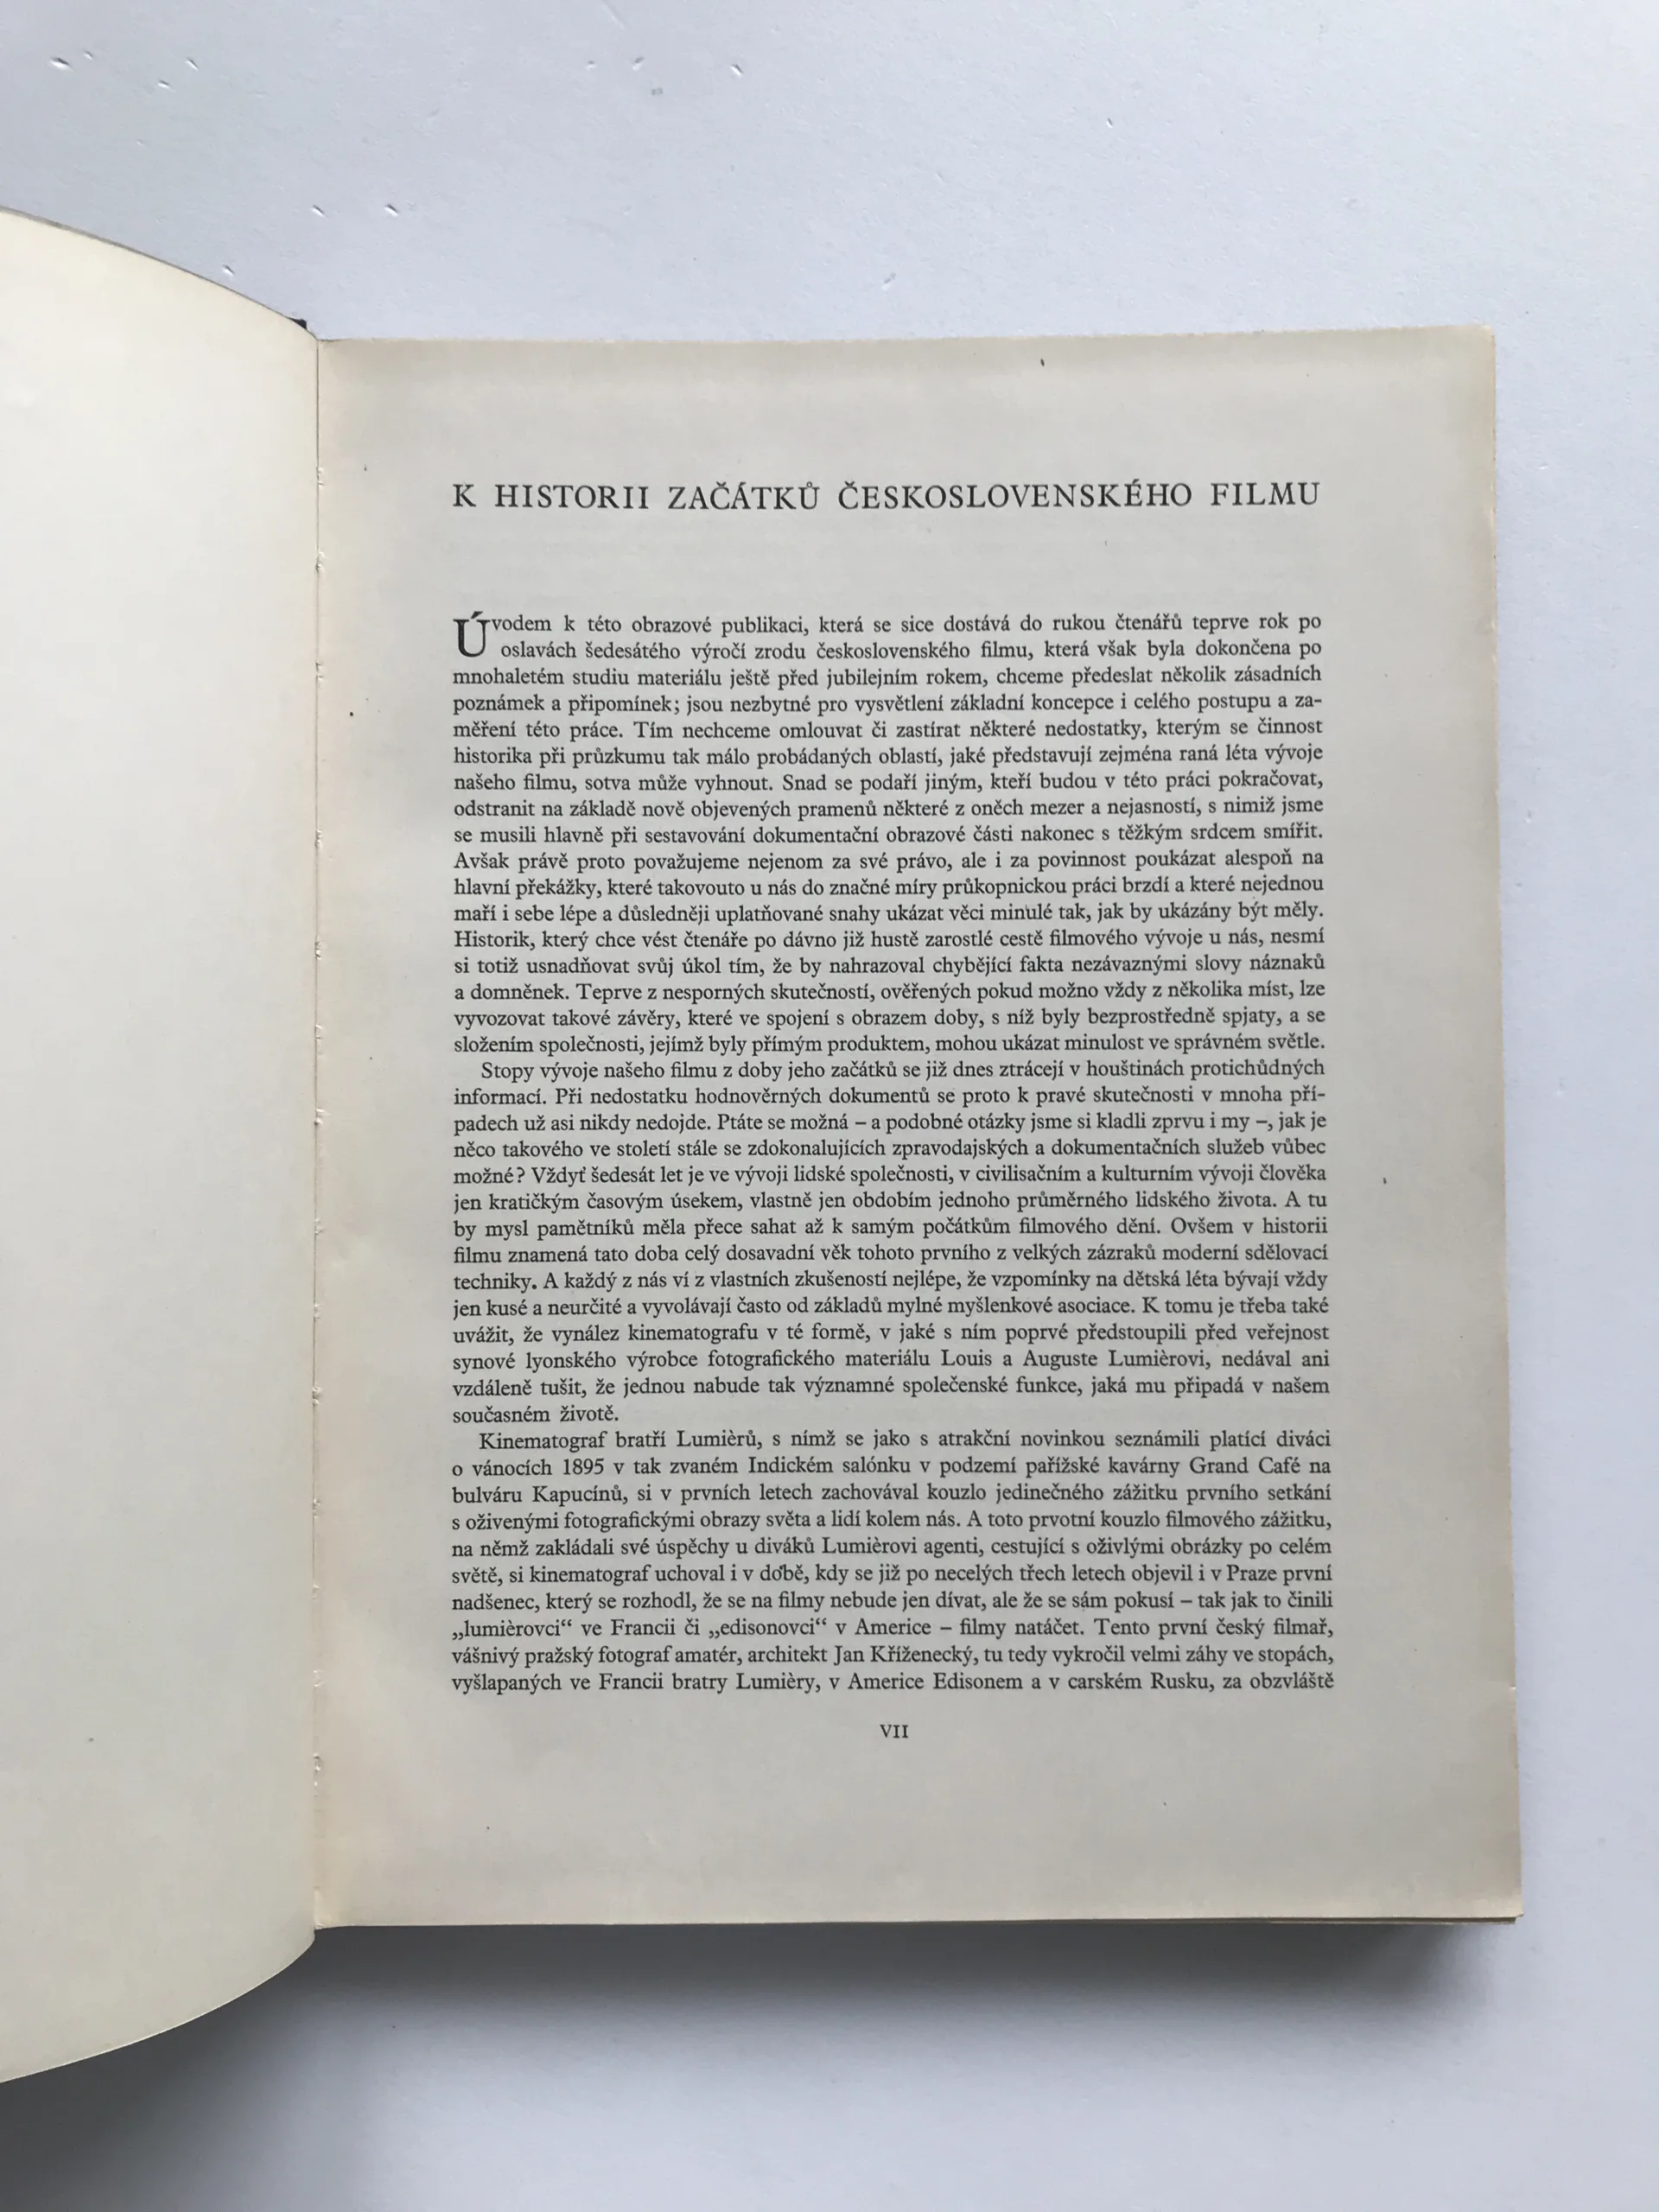 K HISTORII ZAČÁTKŮ ČESKOSLOVENSKÉHO FILMU
Úvodem k této obrazové publikaci, která se sice dostává do rukou čtenářů teprve rok po
oslavách šedesátého výročí zrodu československého filmu, která však byla dokončena po
mnohaletém studiu materiálu ještě před jubilejním rokem, chceme předeslat několik zásadních
poznámek a připomínek; jsou nezbytné pro vysvětlení základní koncepce i celého postupu a za-
měření této práce. Tím nechceme omlouvat či zastírat některé nedostatky, kterým se činnost
historika při průzkumu tak málo probádaných oblastí, jaké představují zejména raná léta vývoje
našeho filmu, sotva může vyhnout. Snad se podaří jiným, kteří budou v této práci pokračovat,
odstranit na základě nově objevených pramenů některé z oněch mezer a nejasností, s nimiž jsme
se musili hlavně při sestavování dokumentační obrazové části nakonec s těžkým srdcem smířit.
Avšak právě proto považujeme nejenom za své právo, ale i za povinnost poukázat alespoň na
hlavní překážky, které takovouto u nás do značné míry průkopnickou práci brzdí a které nejednou
maří i sebe lépe a důsledněji uplatňované snahy ukázat věci minulé tak, jak by ukázány být měly.
Historik, který chce vést čtenáře po dávno již hustě zarostlé cestě filmového vývoje u nás, nesmí
si totiž usnadňovat svůj úkol tím, že by nahrazoval chybějící fakta nezávaznými slovy náznaků
a domněnek. Teprve z nesporných skutečností, ověřených pokud možno vždy z několika míst, lze
vyvozovat takové závěry, které ve spojení s obrazem doby, s níž byly bezprostředně spjaty, a se
složením společnosti, jejímž byly přímým produktem, mohou ukázat minulost ve správném světle.
Stopy vývoje našeho filmu z doby jeho začátků se již dnes ztrácejí v houštinách protichůdných
informací. Při nedostatku hodnověrných dokumentů se proto k pravé skutečnosti v mnoha pří-
padech už asi nikdy nedojde. Ptáte se možná – a podobné otázky jsme si kladli zprvu i my –, jak je
něco takového ve století stále se zdokonalujících zpravodajských a dokumentačních služeb vůbec
možné? Vždyť šedesát let je ve vývoji lidské společnosti, v civilisačním a kulturním vývoji člověka
jen kratičkým časovým úsekem, vlastně jen obdobím jednoho průměrného lidského života. A tu
by mysl pamětníků měla přece sahat až k samým počátkům filmového dění. Ovšem v historii
filmu znamená tato doba celý dosavadní věk tohoto prvního z velkých zázraků moderní sdělovací
techniky. A každý z nás ví z vlastních zkušeností nejlépe, že vzpomínky na dětská léta bývají vždy
jen kusé a neurčité a vyvolávají často od základů mylné myšlenkové asociace. K tomu je třeba také
uvážit, že vynález kinematografu v té formě, v jaké s ním poprvé předstoupili před veřejnost
synové lyonského výrobce fotografického materiálu Louis a Auguste Lumièrovi, nedával ani
vzdáleně tušit, že jednou nabude tak významné společenské funkce, jaká mu připadá v našem
současném životě.
Kinematograf bratří Lumièrů, s nímž se jako s atrakční novinkou seznámili platící diváci
o vánocích 1895 v tak zvaném Indickém salónku v podzemí pařížské kavárny Grand Café na
bulváru Kapucínů, si v prvních letech zachovával kouzlo jedinečného zážitku prvního setkání
s oživenými fotografickými obrazy světa a lidí kolem nás. A toto prvotní kouzlo filmového zážitku,
na němž zakládali své úspěchy u diváků Lumièrovi agenti, cestující s oživlými obrázky po celém
světě, si kinematograf uchoval i v době, kdy se již po necelých třech letech objevil i v Praze první
nadšenec, který se rozhodl, že se na filmy nebude jen dívat, ale že se sám pokusí – tak jak to činili
„lumièrovci“ ve Francii či „edisonovci“ v Americe – filmy natáčet. Tento první český filmař,
vášnivý pražský fotograf amatér, architekt Jan Kříženecký, tu tedy vykročil velmi záhy ve stopách,
vyšlapaných ve Francii bratry Lumièry, v Americe Edisonem a v carském Rusku, za obzvláště
VII